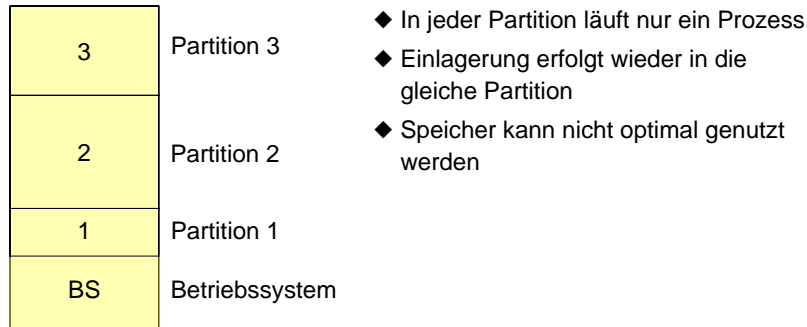 3 Partition 3
2 Partition 2
1 Partition 1
BS Betriebssystem
◆ In jeder Partition läuft nur ein Prozess
◆ Einlagerung erfolgt wieder in die
gleiche Partition
◆ Speicher kann nicht optimal genutzt
werden